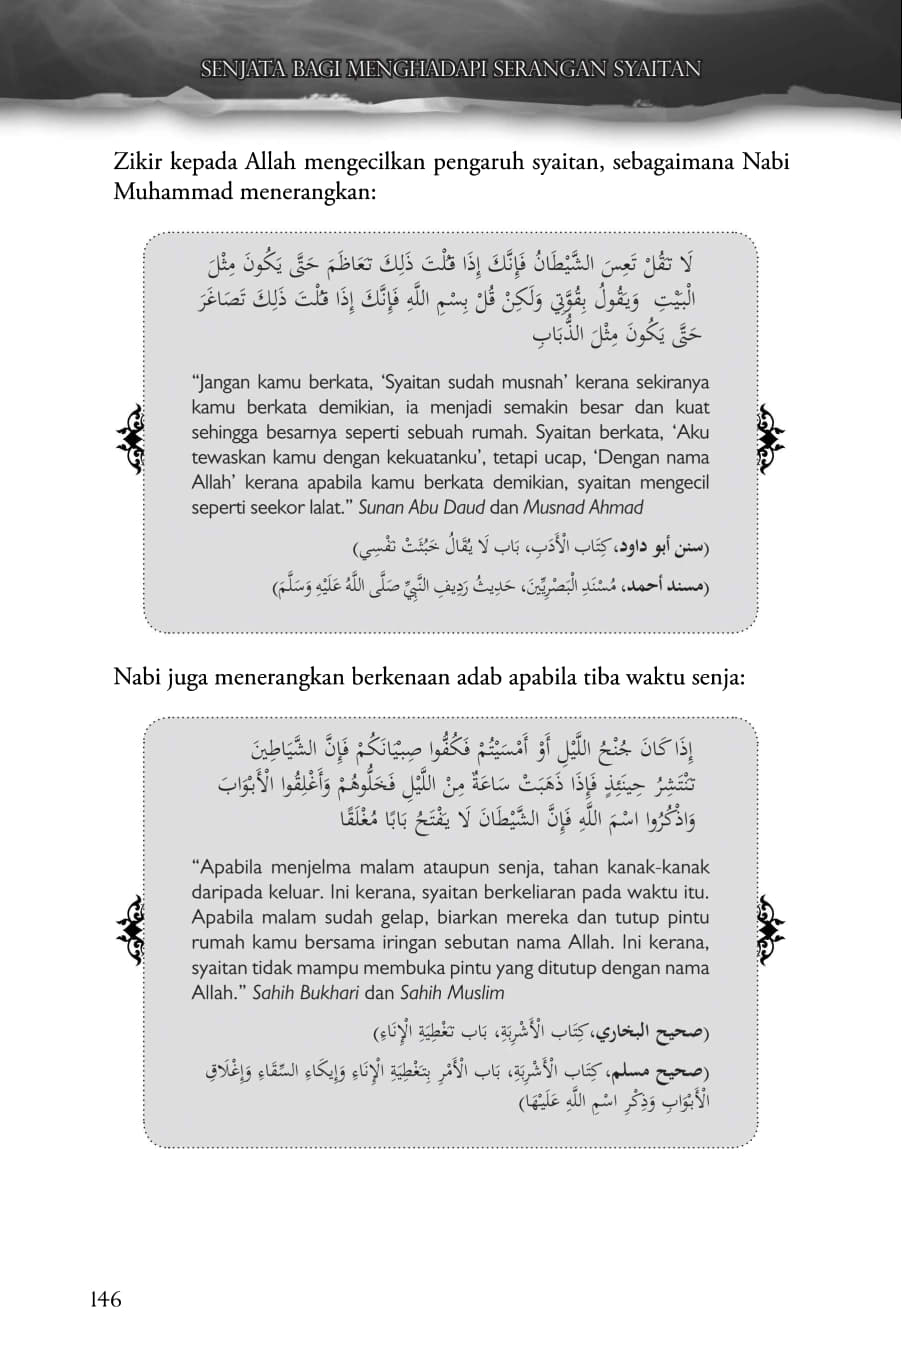 SENJATA BAGI MENGHADAPI SERANGAN SYAITAN
Zikir kepada Allah mengecilkan pengaruh syaitan, sebagaimana Nabi
Muhammad menerangkan:
لَا تَقُلْ تَعِسَ الشَّيْطَانُ فَإِنَّكَ إِذَا قُلْتَ ذَلِكَ تَعَاظَمَ حَتَّى يَكُونَ مِثْلَ
الْبَيْتِ وَيَقُولُ بِقُوَّتِي وَلَكِنْ قُلْ بِسْمِ اللَّهِ فَإِنَّكَ إِذَا قُلْتَ ذَلِكَ تَصَاغَرَ
حَتَّى يَكُونَ مِثْلَ الذُّبَابِ
“Jangan kamu berkata, ‘Syaitan sudah musnah’ kerana sekiranya
kamu berkata demikian, ia menjadi semakin besar dan kuat
sehingga besarnya seperti sebuah rumah. Syaitan berkata, ‘Aku
tewaskan kamu dengan kekuatanku’, tetapi ucap, ‘Dengan nama
Allah’ kerana apabila kamu berkata demikian, syaitan mengecil
seperti seekor lalat.” Sunan Abu Daud dan Musnad Ahmad
(سنن أبو داود، كِتَاب الْأَدَبِ، بَاب لَا يُقَالُ خَبُثَتْ نَفْسِي)
(مسند أحمد، مُسْنَدِ الْبَصْرِيِّينَ، حَدِيثُ رَدِيفِ النَّبِيِّ صَلَّى اللَّهُ عَلَيْهِ وَسَلَّمَ)
Nabi juga menerangkan berkenaan adab apabila tiba waktu senja:
إِذَا كَانَ جُنْحُ اللَّيْلِ أَوْ أَمْسَيْتُمْ فَكُفُّوا صِبْيَانَكُمْ فَإِنَّ الشَّيَاطِينَ
تَنْتَشِرُ حِينَئِذٍ فَإِذَا ذَهَبَتْ سَاعَةٌ مِنْ اللَّيْلِ فَخَلُّوهُمْ وَأَغْلِقُوا الْأَبْوَابَ
وَاذْكُرُوا اسْمَ اللَّهِ فَإِنَّ الشَّيْطَانَ لَا يَفْتَحُ بَابًا مُغْلَقًا
“Apabila menjelma malam ataupun senja, tahan kanak-kanak
daripada keluar. Ini kerana, syaitan berkeliaran pada waktu itu.
Apabila malam sudah gelap, biarkan mereka dan tutup pintu
rumah kamu bersama iringan sebutan nama Allah. Ini kerana,
syaitan tidak mampu membuka pintu yang ditutup dengan nama
Allah.” Sahih Bukhari dan Sahih Muslim
(صحيح البخاري، كِتَاب الْأَشْرِبَةِ، بَاب تَغْطِيَةِ الْإِنَاءِ)
(صحيح مسلم، كِتَاب الْأَشْرِبَةِ، بَاب الْأَمْرِ بِتَغْطِيَةِ الْإِنَاءِ وَإِيكَاءِ السِّقَاءِ وَإِغْلَاقِ
الْأَبْوَابِ وَذِكْرِ اسْمِ اللَّهِ عَلَيْهَا)
146